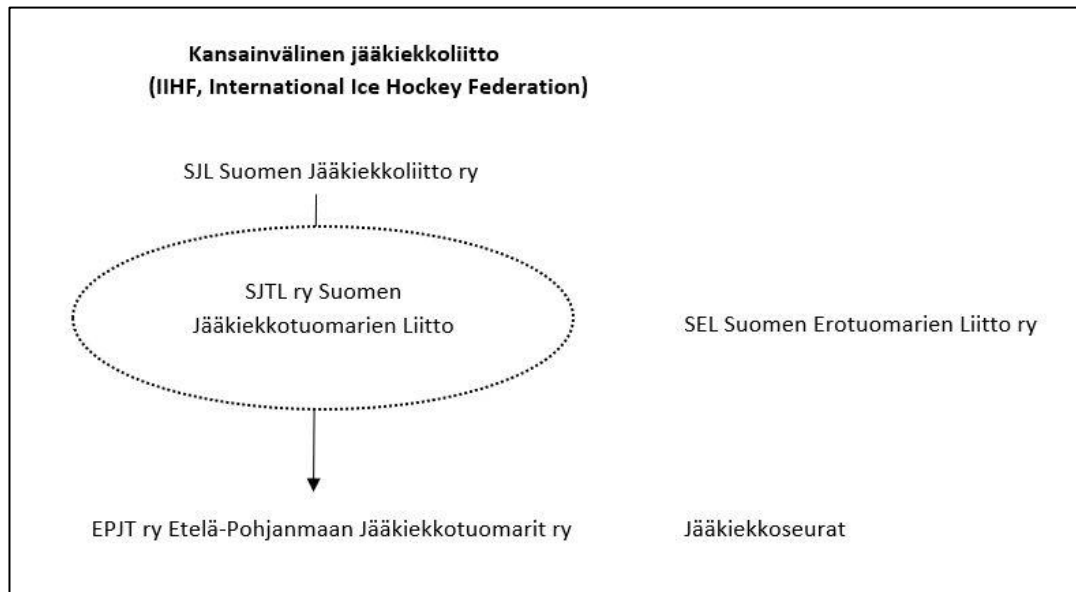 Kansainvälinen jääkiekkoliitto
(IIHF, International Ice Hockey Federation)
SJL Suomen Jääkiekkoliitto ry
SJTL ry Suomen
Jääkiekkotuomarien Liitto
SEL Suomen Erotuomarien Liitto ry
EPJT ry Etelä-Pohjanmaan Jääkiekkotuomarit ry
Jääkiekkoseurat